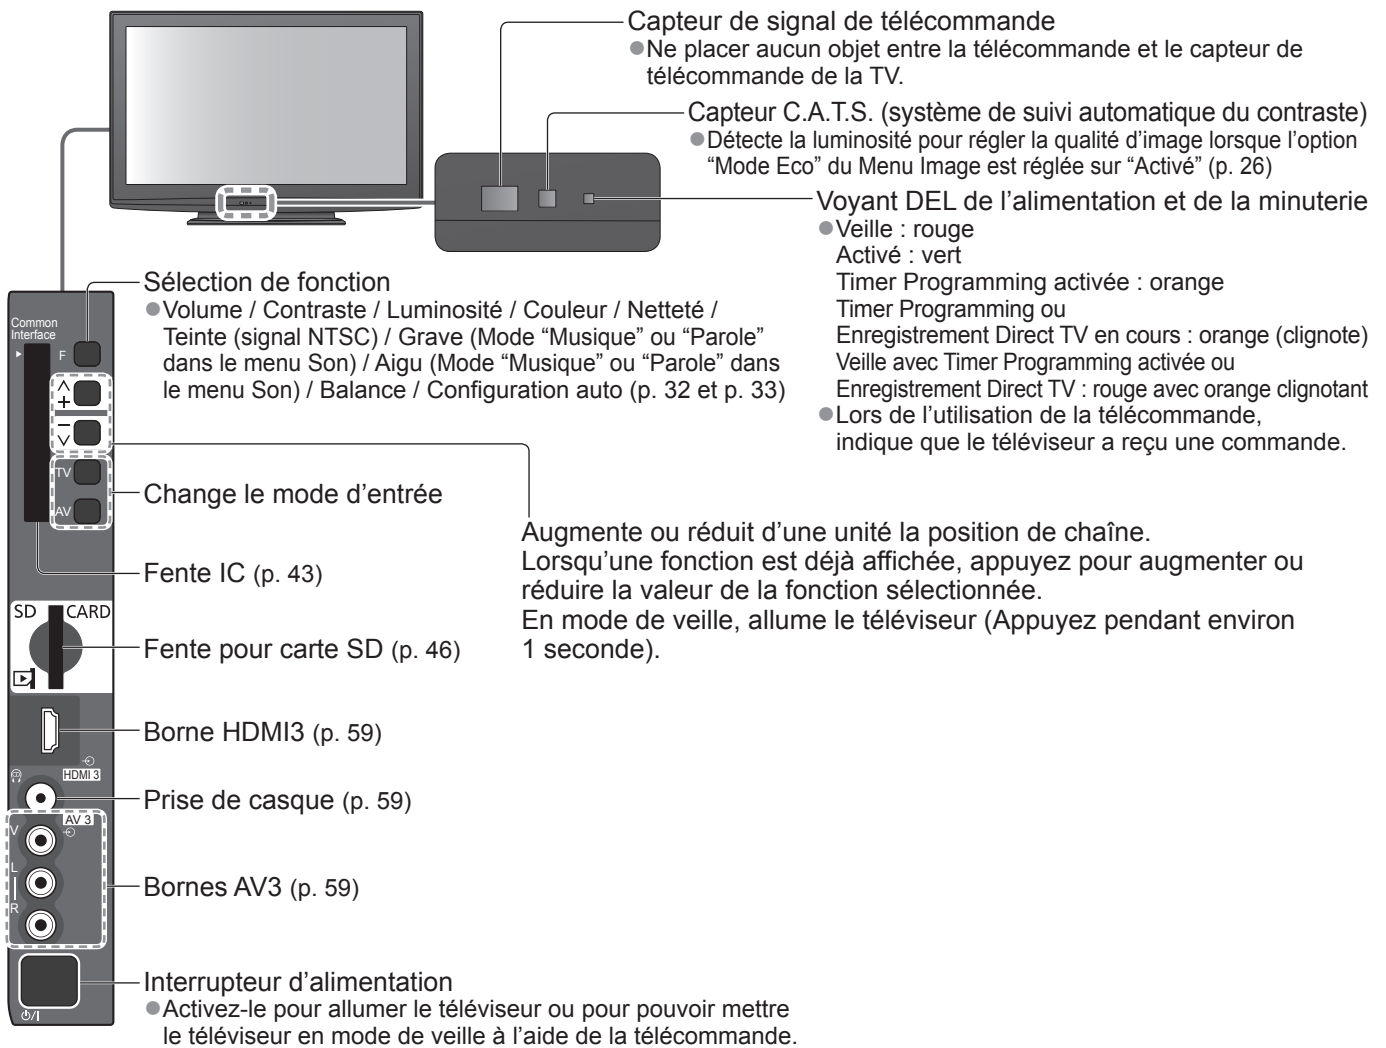 Capteur de signal de télécommande
●Ne placer aucun objet entre la télécommande et le capteur de
télécommande de la TV.
Capteur C.A.T.S. (système de suivi automatique du contraste)
●Détecte la luminosité pour régler la qualité d’image lorsque l’option
“Mode Eco” du Menu Image est réglée sur “Activé” (p. 26)
Voyant DEL de l’alimentation et de la minuterie
●Veille : rouge
Activé : vert
Timer Programming activée : orange
Timer Programming ou
Enregistrement Direct TV en cours : orange (clignote)
Veille avec Timer Programming activée ou
Enregistrement Direct TV : rouge avec orange clignotant
●Lors de l’utilisation de la télécommande,
indique que le téléviseur a reçu une commande.
Sélection de fonction
●Volume / Contraste / Luminosité / Couleur / Netteté /
Teinte (signal NTSC) / Grave (Mode “Musique” ou “Parole”
dans le menu Son) / Aigu (Mode “Musique” ou “Parole” dans
le menu Son) / Balance / Configuration auto (p. 32 et p. 33)
Change le mode d’entrée
Augmente ou réduit d’une unité la position de chaîne.
Lorsqu’une fonction est déjà affichée, appuyez pour augmenter ou
réduire la valeur de la fonction sélectionnée.
En mode de veille, allume le téléviseur (Appuyez pendant environ
1 seconde).
Fente IC (p. 43)
Fente pour carte SD (p. 46)
Borne HDMI3 (p. 59)
Prise de casque (p. 59)
Bornes AV3 (p. 59)
Interrupteur d’alimentation
●Activez-le pour allumer le téléviseur ou pour pouvoir mettre
le téléviseur en mode de veille à l’aide de la télécommande.
Common
Interface
F
+
−
TV
AV
SD CARD
HDMI 3
AV 3
V
L
R
⏻/I